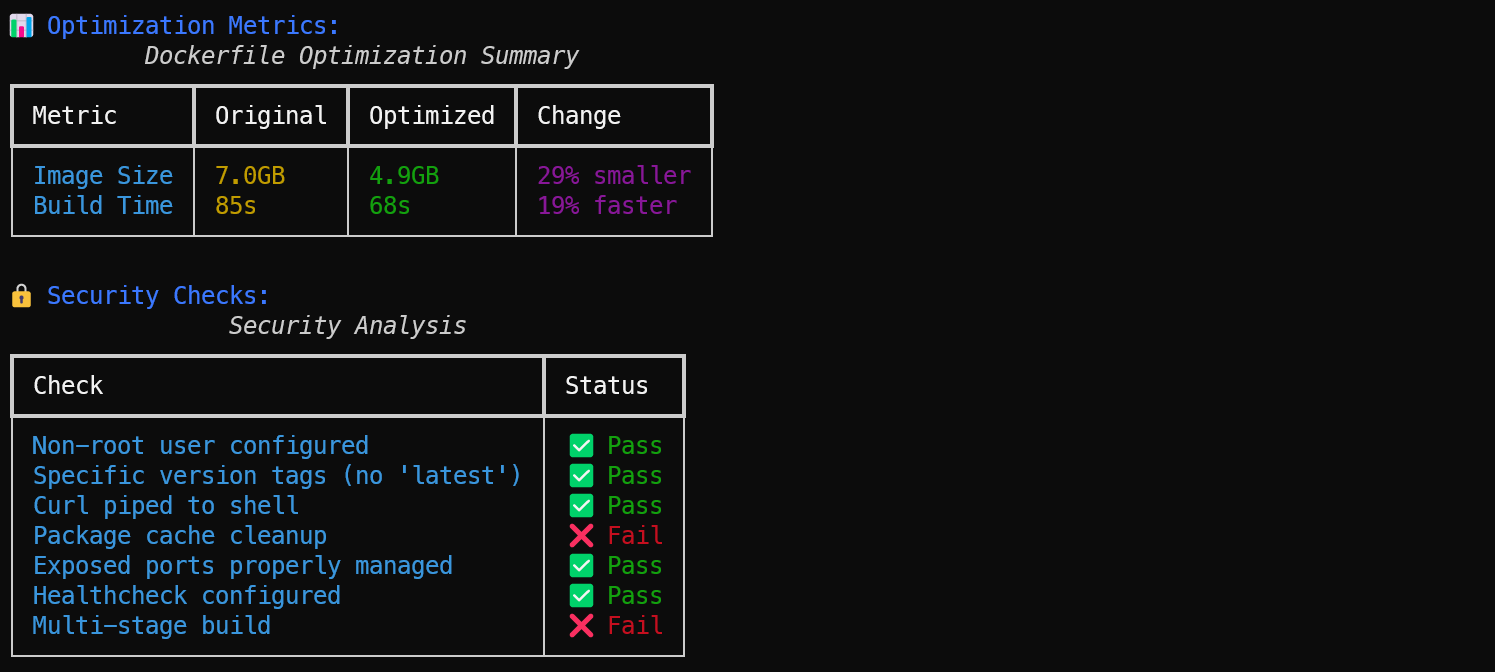 📊 Optimization Metrics:
Dockerfile Optimization Summary
Metric Original Optimized Change
Image Size 7.0GB 4.9GB 29% smaller
Build Time 85s 68s 19% faster
🔒 Security Checks:
Security Analysis
Check Status
Non-root user configured ✅ Pass
Specific version tags (no 'latest') ✅ Pass
Curl piped to shell ✅ Pass
Package cache cleanup ❌ Fail
Exposed ports properly managed ✅ Pass
Healthcheck configured ✅ Pass
Multi-stage build ❌ Fail